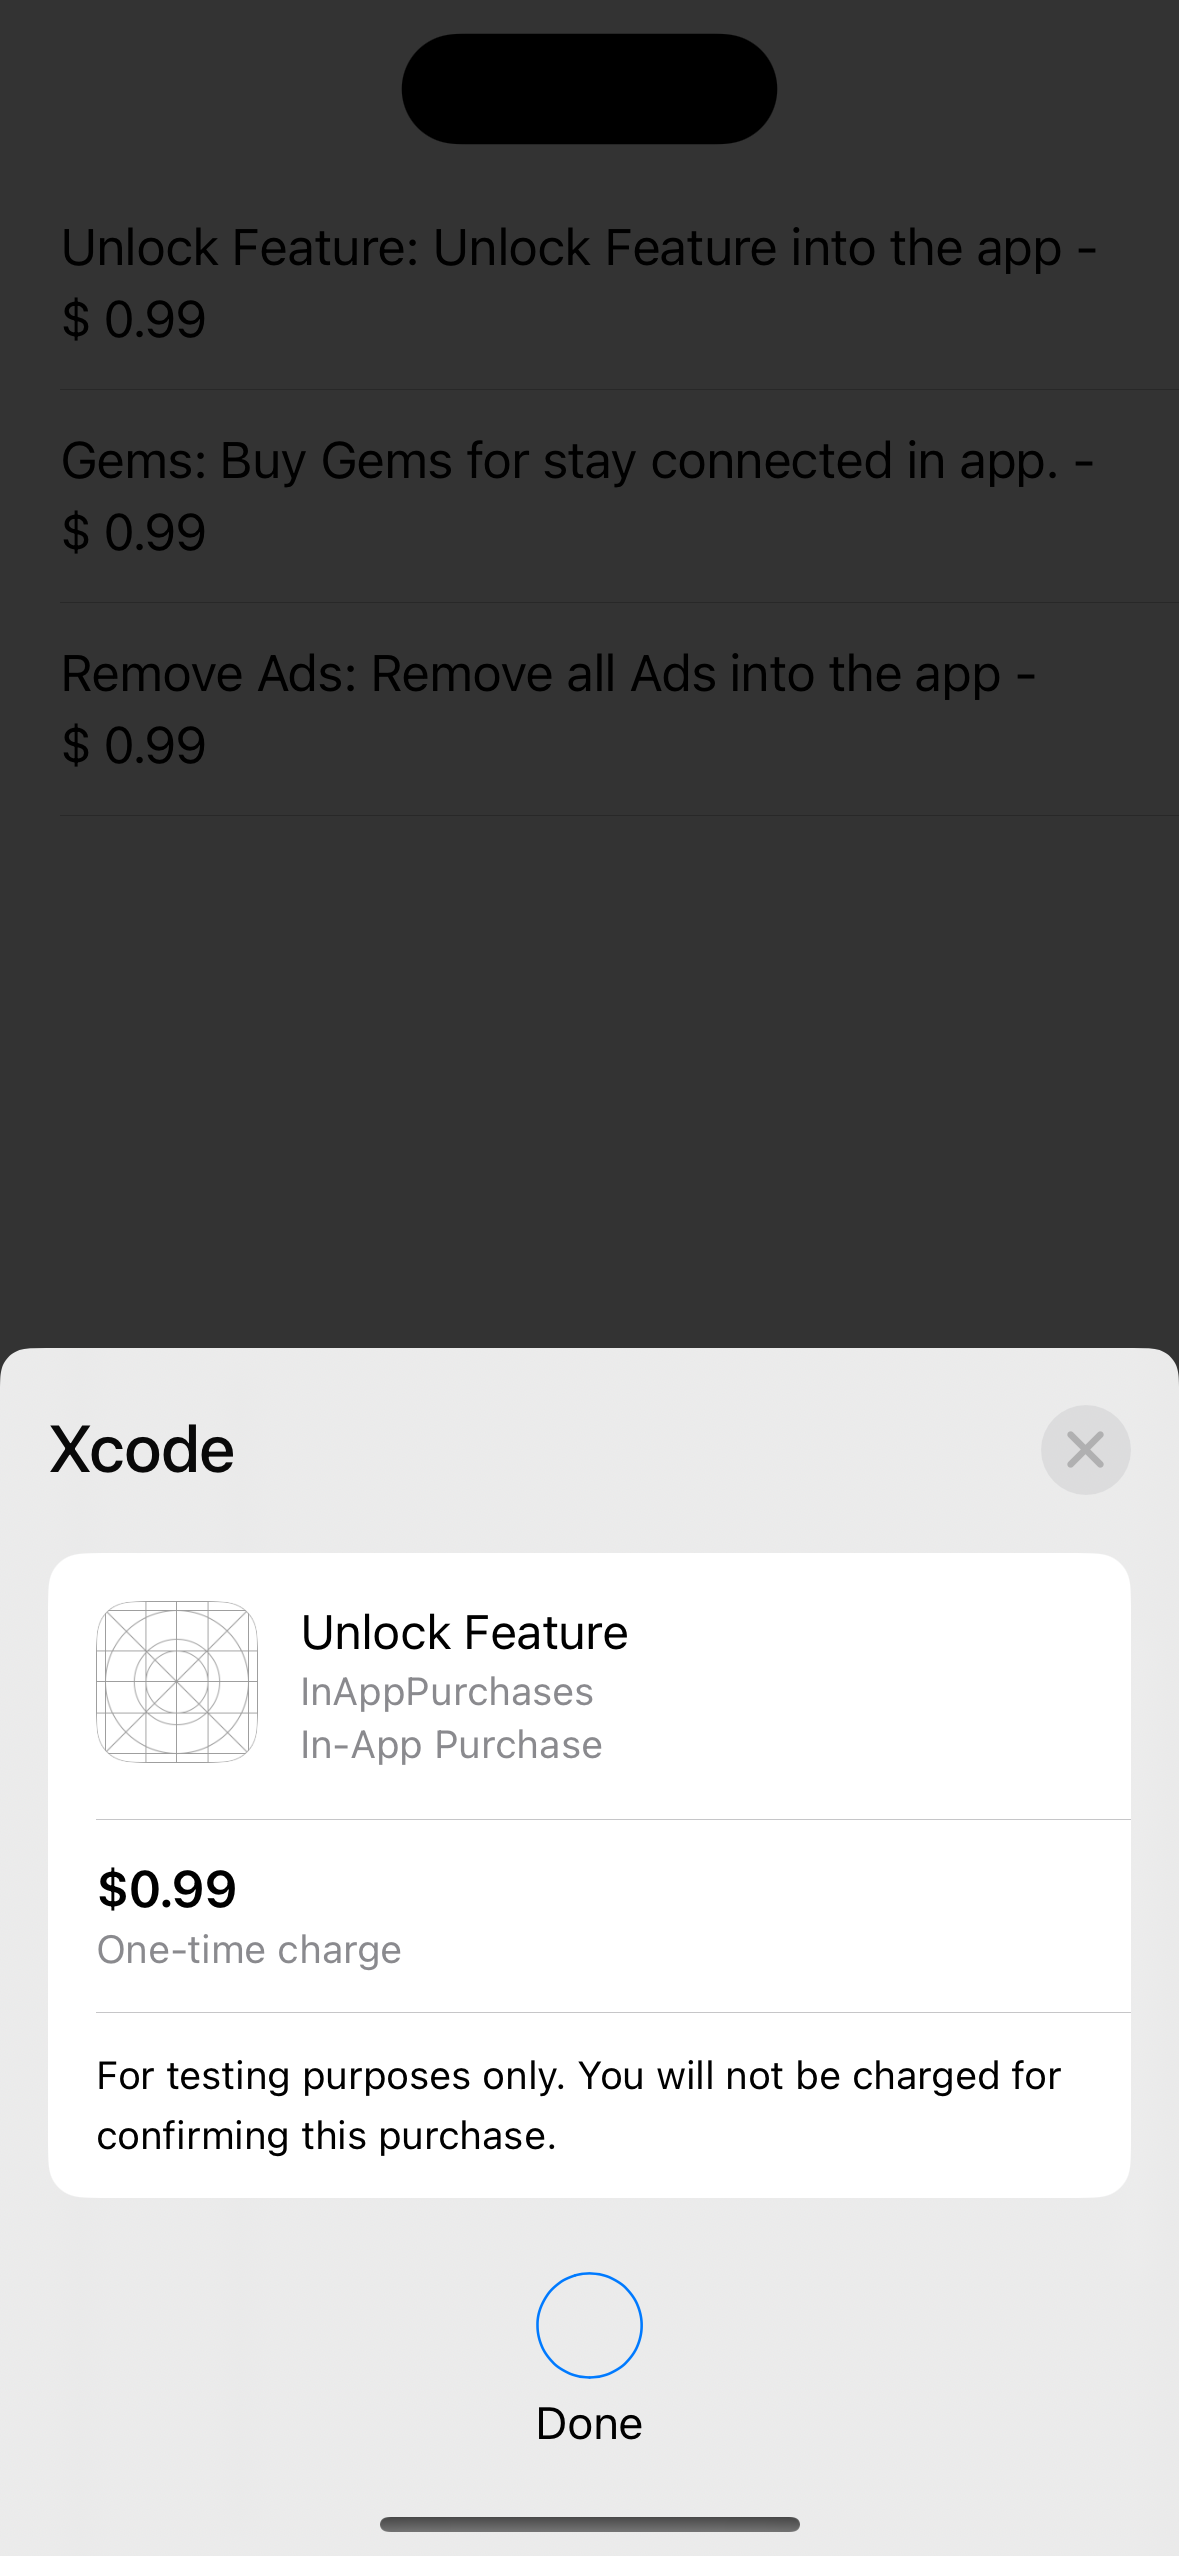 Unlock Feature: Unlock Feature into the app -
$ 0.99
Gems: Buy Gems for stay connected in app. -
$ 0.99
Remove Ads: Remove all Ads into the app -
$ 0.99
Xcode
Unlock Feature
InAppPurchases
In-App Purchase
$0.99
One-time charge
For testing purposes only. You will not be charged for
confirming this purchase.
Done